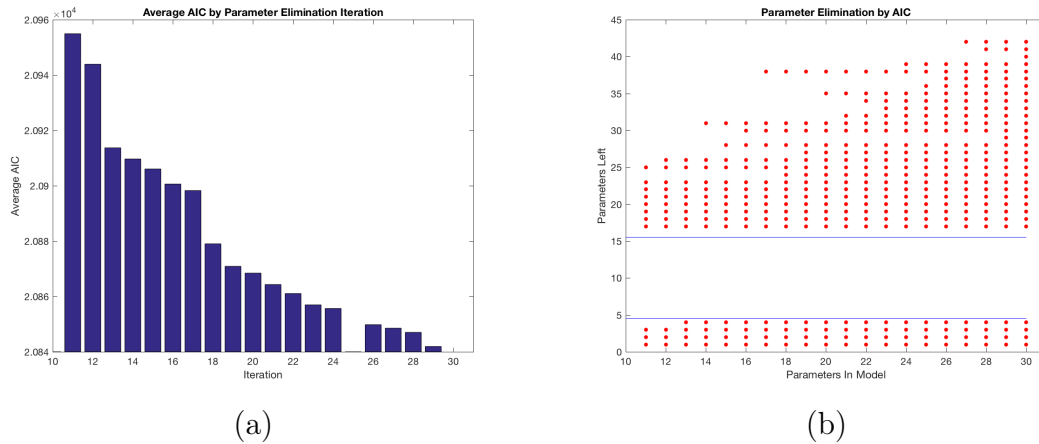 Average AIC by Parameter Elimination Iteration
×10⁴
2.096
2.094
2.092
2.09
2.088
2.086
2.084
Average AIC
10 12 14 16 18 20 22 24 26 28 30
Iteration
(a)
Parameter Elimination by AIC
45
40
35
30
25
20
15
10
5
0
Parameters Left
10 12 14 16 18 20 22 24 26 28 30
Parameters In Model
(b)